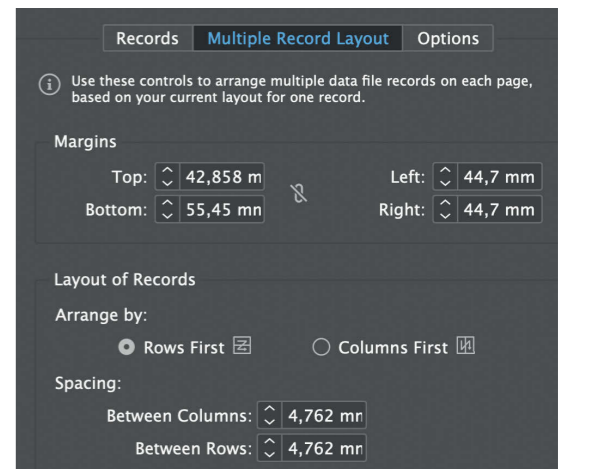 Records Multiple Record Layout Options
Use these controls to arrange multiple data file records on each page,
based on your current layout for one record.
Margins
Top: 42,858 m Left: 44,7 mm
Bottom: 55,45 mn Right: 44,7 mm
Layout of Records
Arrange by:
Rows First Columns First
Spacing:
Between Columns: 4,762 mr
Between Rows: 4,762 mr